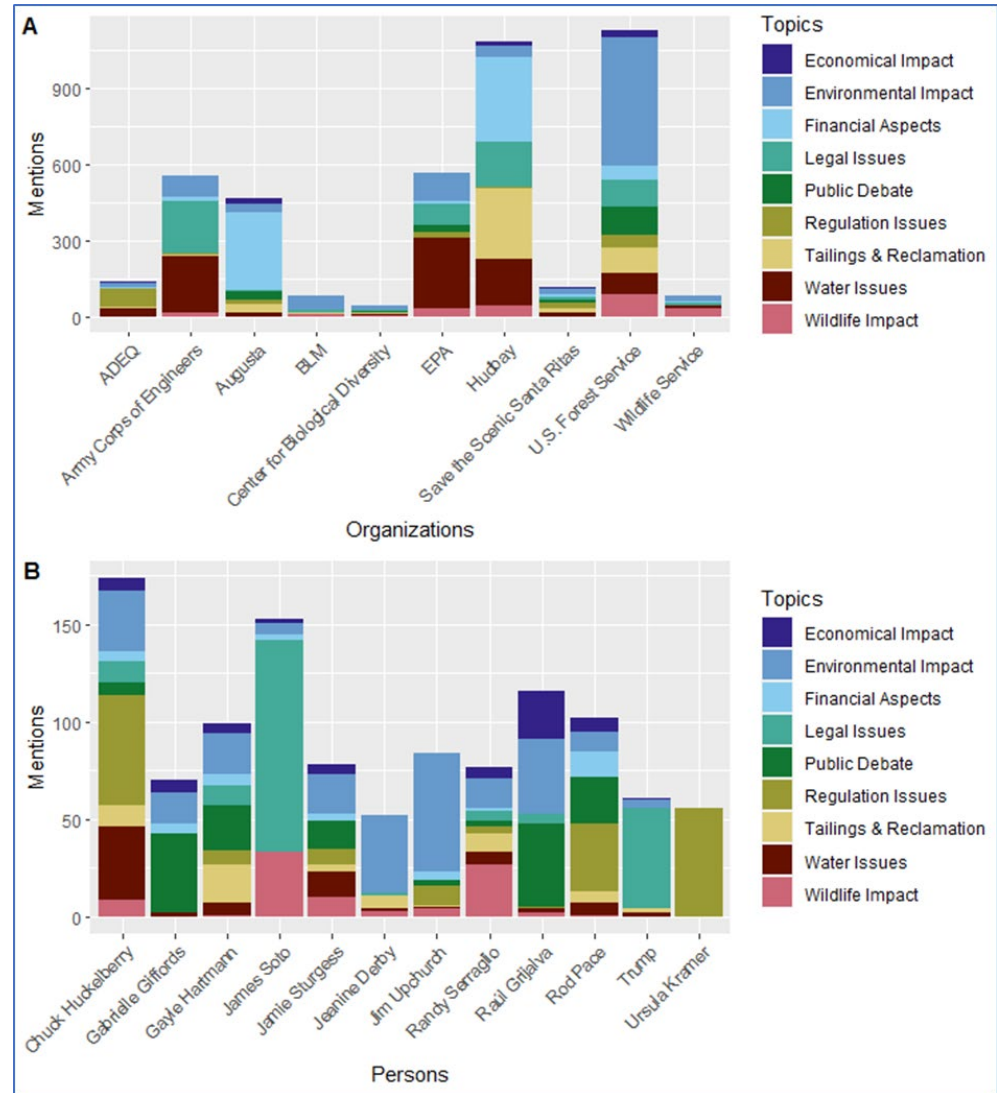 A
Mentions
900
600
300
0
ADEQ
Army Corps of Engineers
Augusta
BLM
Center for Biological Diversity
EPA
Hudbay
Save the Scenic Santa Ritas
U.S. Forest Service
Wildlife Service
Organizations
Topics
Economical Impact
Environmental Impact
Financial Aspects
Legal Issues
Public Debate
Regulation Issues
Tailings & Reclamation
Water Issues
Wildlife Impact
B
Mentions
150
100
50
0
Chuck Huckelberry
Gabrielle Giffords
Gayle Hartmann
James Soto
Jamie Sturgess
Jeanine Derby
Jim Upchurch
Randy Serraglio
Raúl Grijalva
Rod Pace
Trump
Ursula Kramer
Persons
Topics
Economical Impact
Environmental Impact
Financial Aspects
Legal Issues
Public Debate
Regulation Issues
Tailings & Reclamation
Water Issues
Wildlife Impact